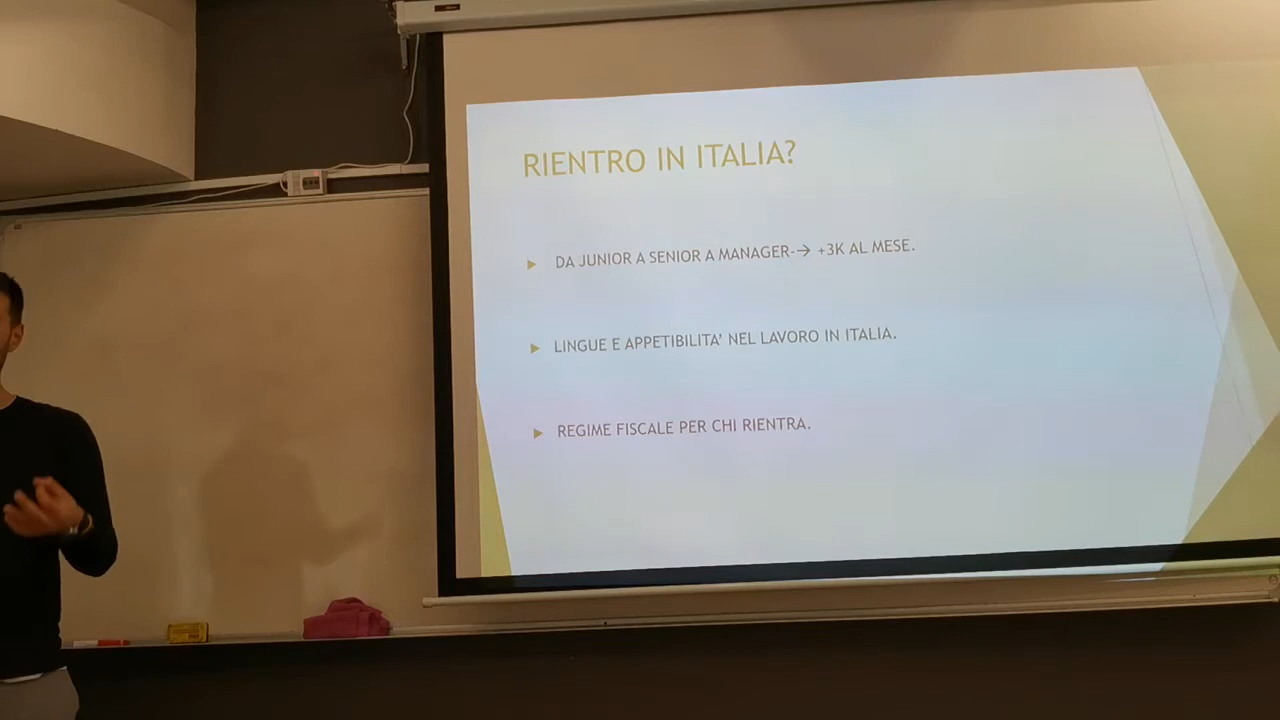 RIENTRO IN ITALIA?
DA JUNIOR A SENIOR A MANAGER-→ +3K AL MESE.
LINGUE E APPETIBILITA' NEL LAVORO IN ITALIA.
REGIME FISCALE PER CHI RIENTRA.